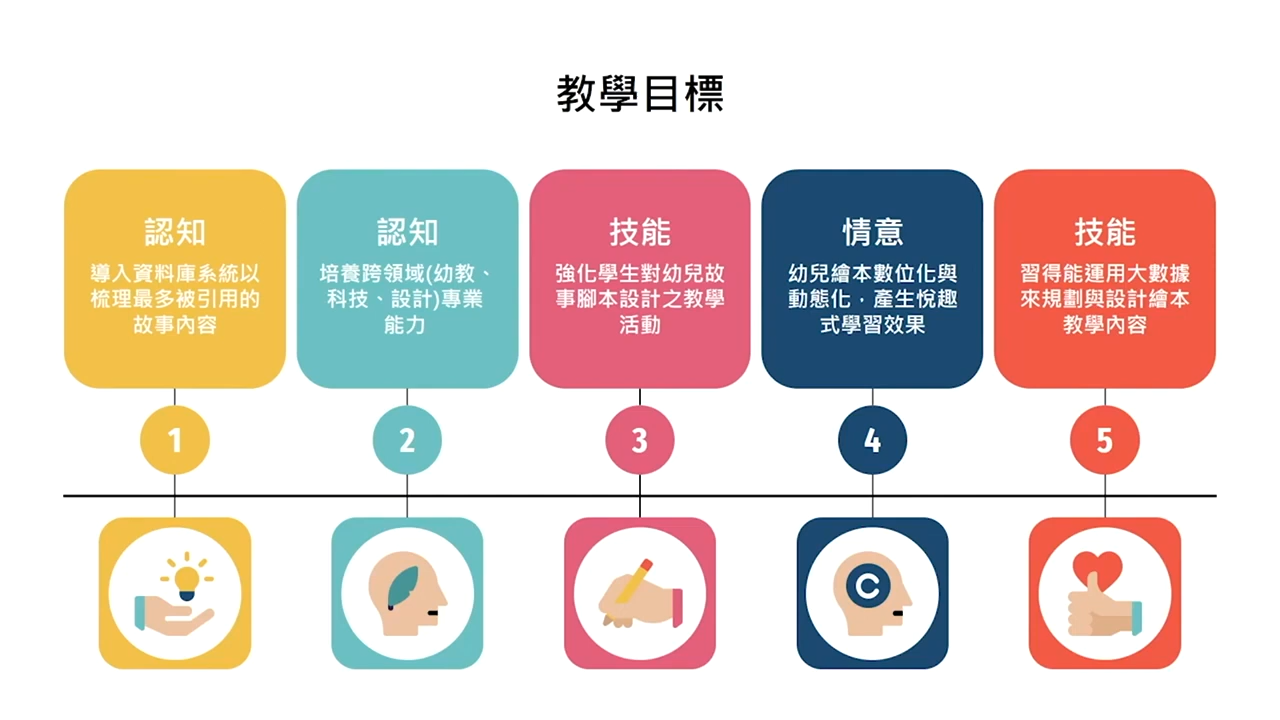 教學目標
認知
導入資料庫系統以
梳理最多被引用的
故事內容
認知
培養跨領域(幼教、
科技、設計)專業
能力
技能
強化學生對幼兒故
事腳本設計之教學
活動
情意
幼兒繪本數位化與
動態化，產生悅趣
式學習效果
技能
習得能運用大數據
來規劃與設計繪本
教學內容
1
2
3
4
5
C